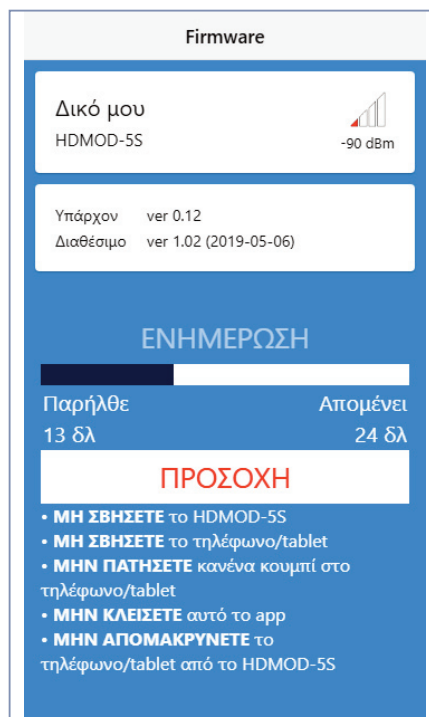 Firmware
Δικό μου
HDMOD-5S
-90 dBm
Υπάρχον ver 0.12
Διαθέσιμο ver 1.02 (2019-05-06)
ΕΝΗΜΕΡΩΣΗ
Παρήλθε Απομένει
13 δλ 24 δλ
ΠΡΟΣΟΧΗ
• ΜΗ ΣΒΗΣΕΤΕ το HDMOD-5S
• ΜΗ ΣΒΗΣΕΤΕ το τηλέφωνο/tablet
• ΜΗΝ ΠΑΤΗΣΕΤΕ κανένα κουμπί στο
τηλέφωνο/tablet
• ΜΗΝ ΚΛΕΙΣΕΤΕ αυτό το app
• ΜΗΝ ΑΠΟΜΑΚΡΥΝΕΤΕ το
τηλέφωνο/tablet από το HDMOD-5S